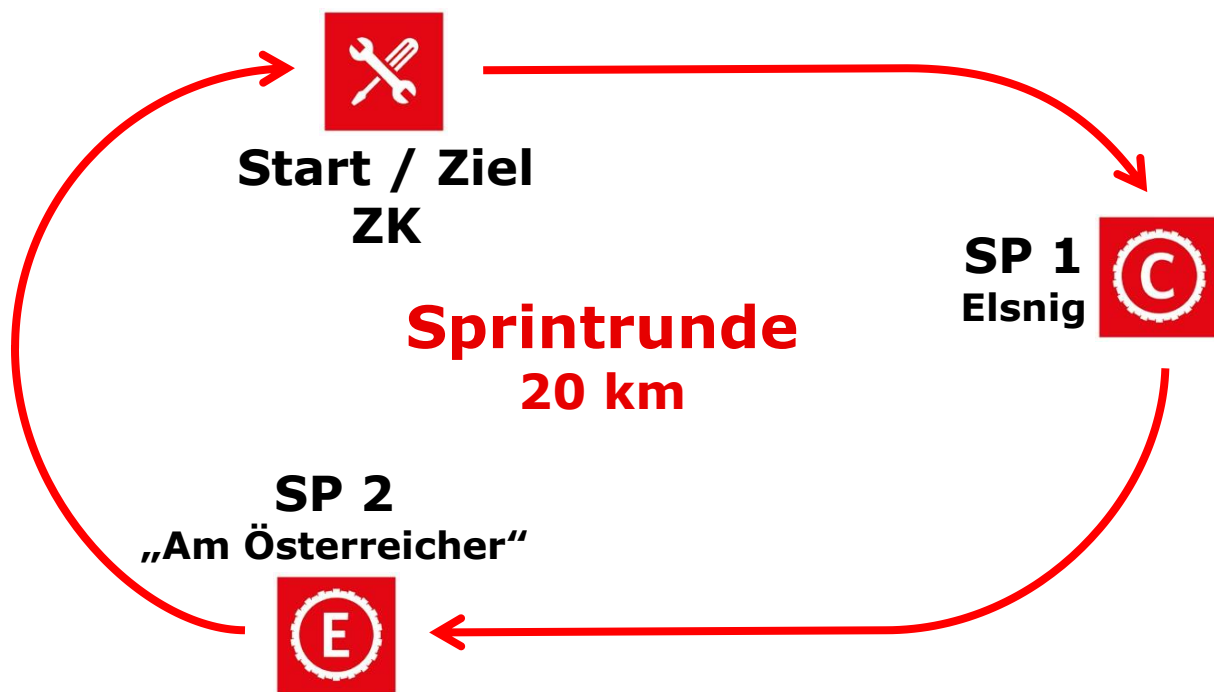 Start / Ziel
ZK
SP 1
Elsnig
C
Sprintrunde
20 km
SP 2
„Am Österreicher“
E